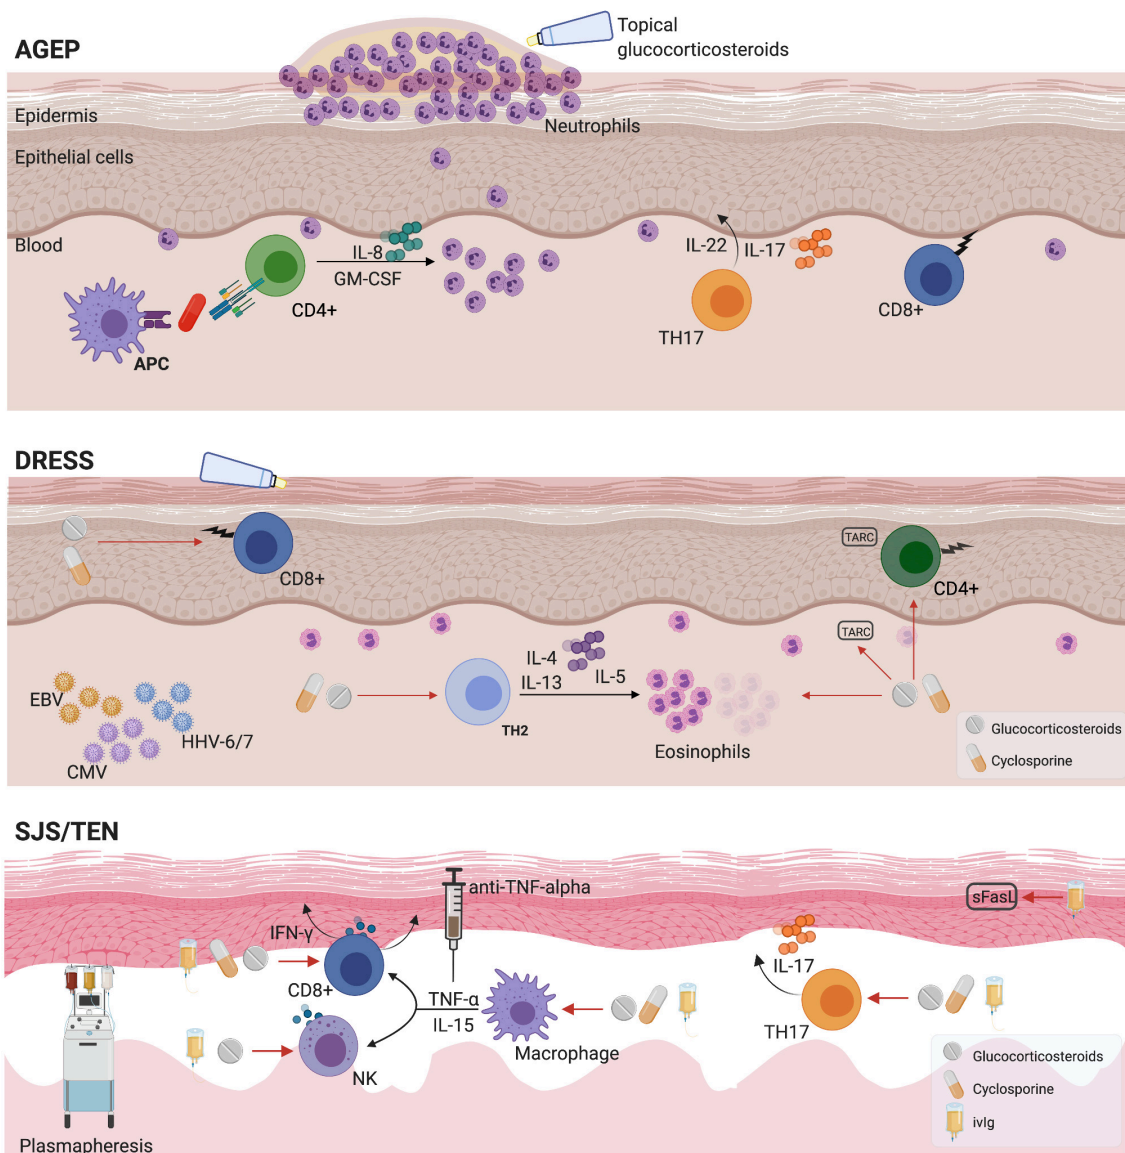 AGEP
Topical
glucocorticosteroids
Epidermis
Neutrophils
Epithelial cells
Blood
IL-8
GM-CSF
CD4+
APC
IL-22
IL-17
TH17
CD8+
DRESS
CD8+
TARC
CD4+
TARC
EBV
HHV-6/7
CMV
IL-4
IL-13
IL-5
TH2
Eosinophils
Glucocorticosteroids
Cyclosporine
SJS/TEN
anti-TNF-alpha
sFasL
IFN-γ
CD8+
TNF-α
IL-15
NK
Macrophage
IL-17
TH17
Plasmapheresis
Glucocorticosteroids
Cyclosporine
ivIg